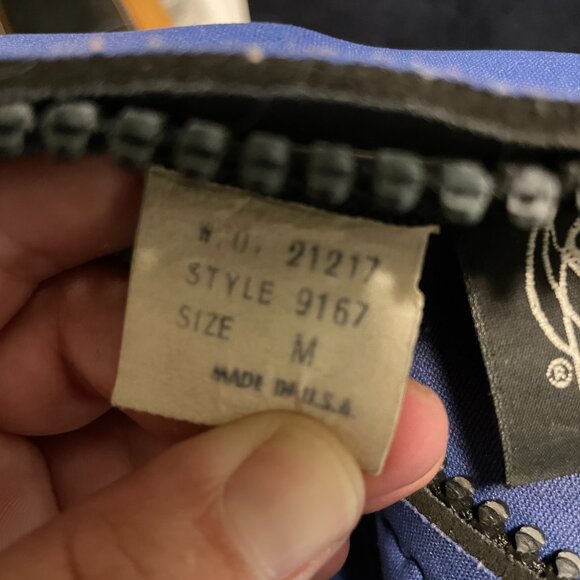 W.O. 21217
STYLE 9167
SIZE M
MADE IN U.S.A.
®